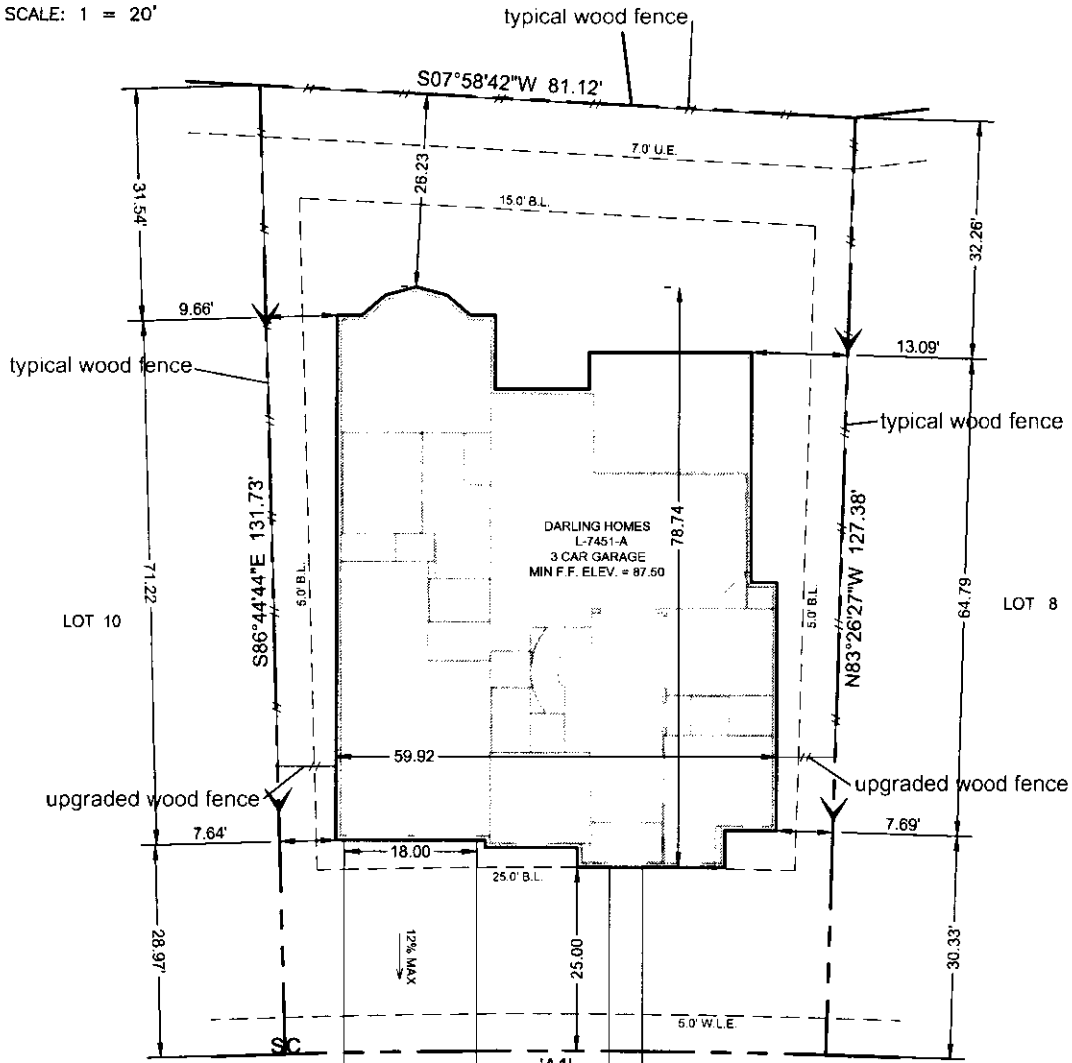 SCALE: 1 = 20'
typical wood fence
S07°58'42"W 81.12'
7.0' U.E.
26.23
15.0' B.L.
31.54'
32.26'
9.66'
13.09'
typical wood fence
typical wood fence
S86°44'44"E 131.73'
N83°26'27"W 127.38'
DARLING HOMES
L-7451-A
3 CAR GARAGE
MIN F.F. ELEV. = 87.50
78.74
71.22
64.79
5.0' B.L.
5.0' B.L.
LOT 10
LOT 8
59.92
upgraded wood fence
upgraded wood fence
7.64'
7.69'
18.00
25.0' B.L.
28.97'
12% MAX
25.00
30.33'
5.0' W.L.E.
SC